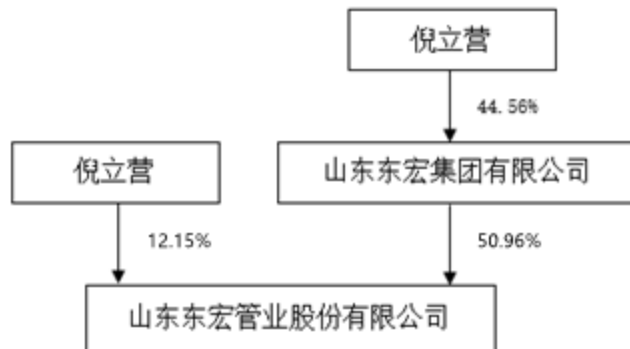 倪立营
44.56%
倪立营
山东东宏集团有限公司
12.15%
50.96%
山东东宏管业股份有限公司